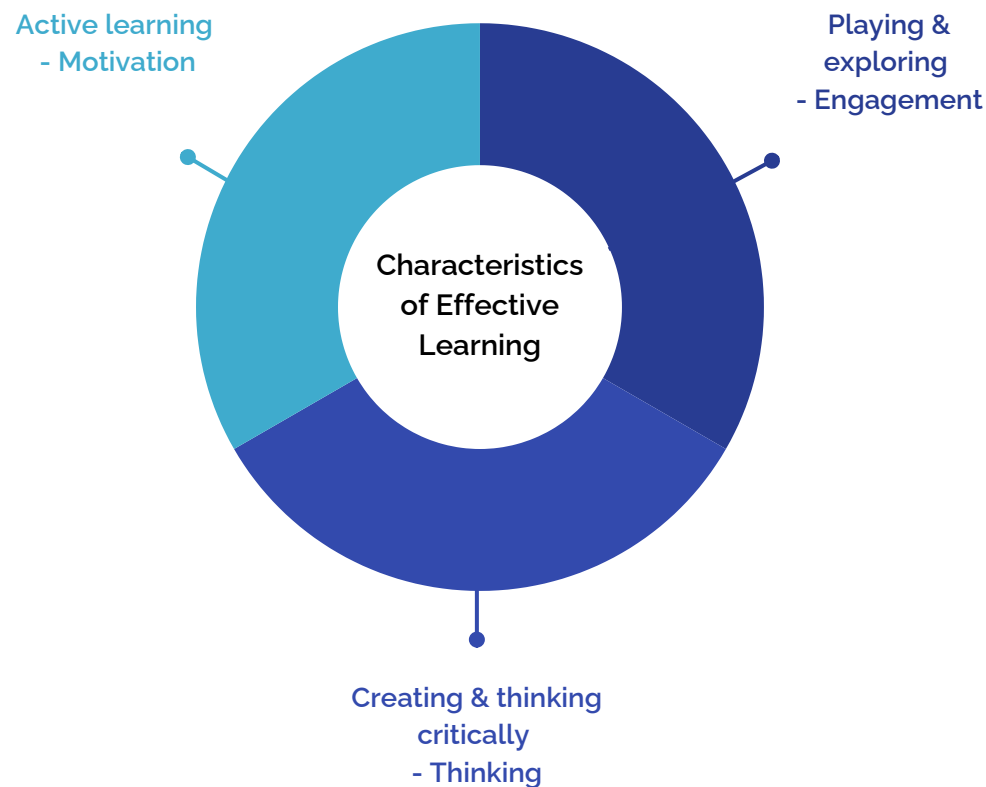 Active learning
- Motivation
Playing &
exploring
- Engagement
Characteristics
of Effective
Learning
Creating & thinking
critically
- Thinking